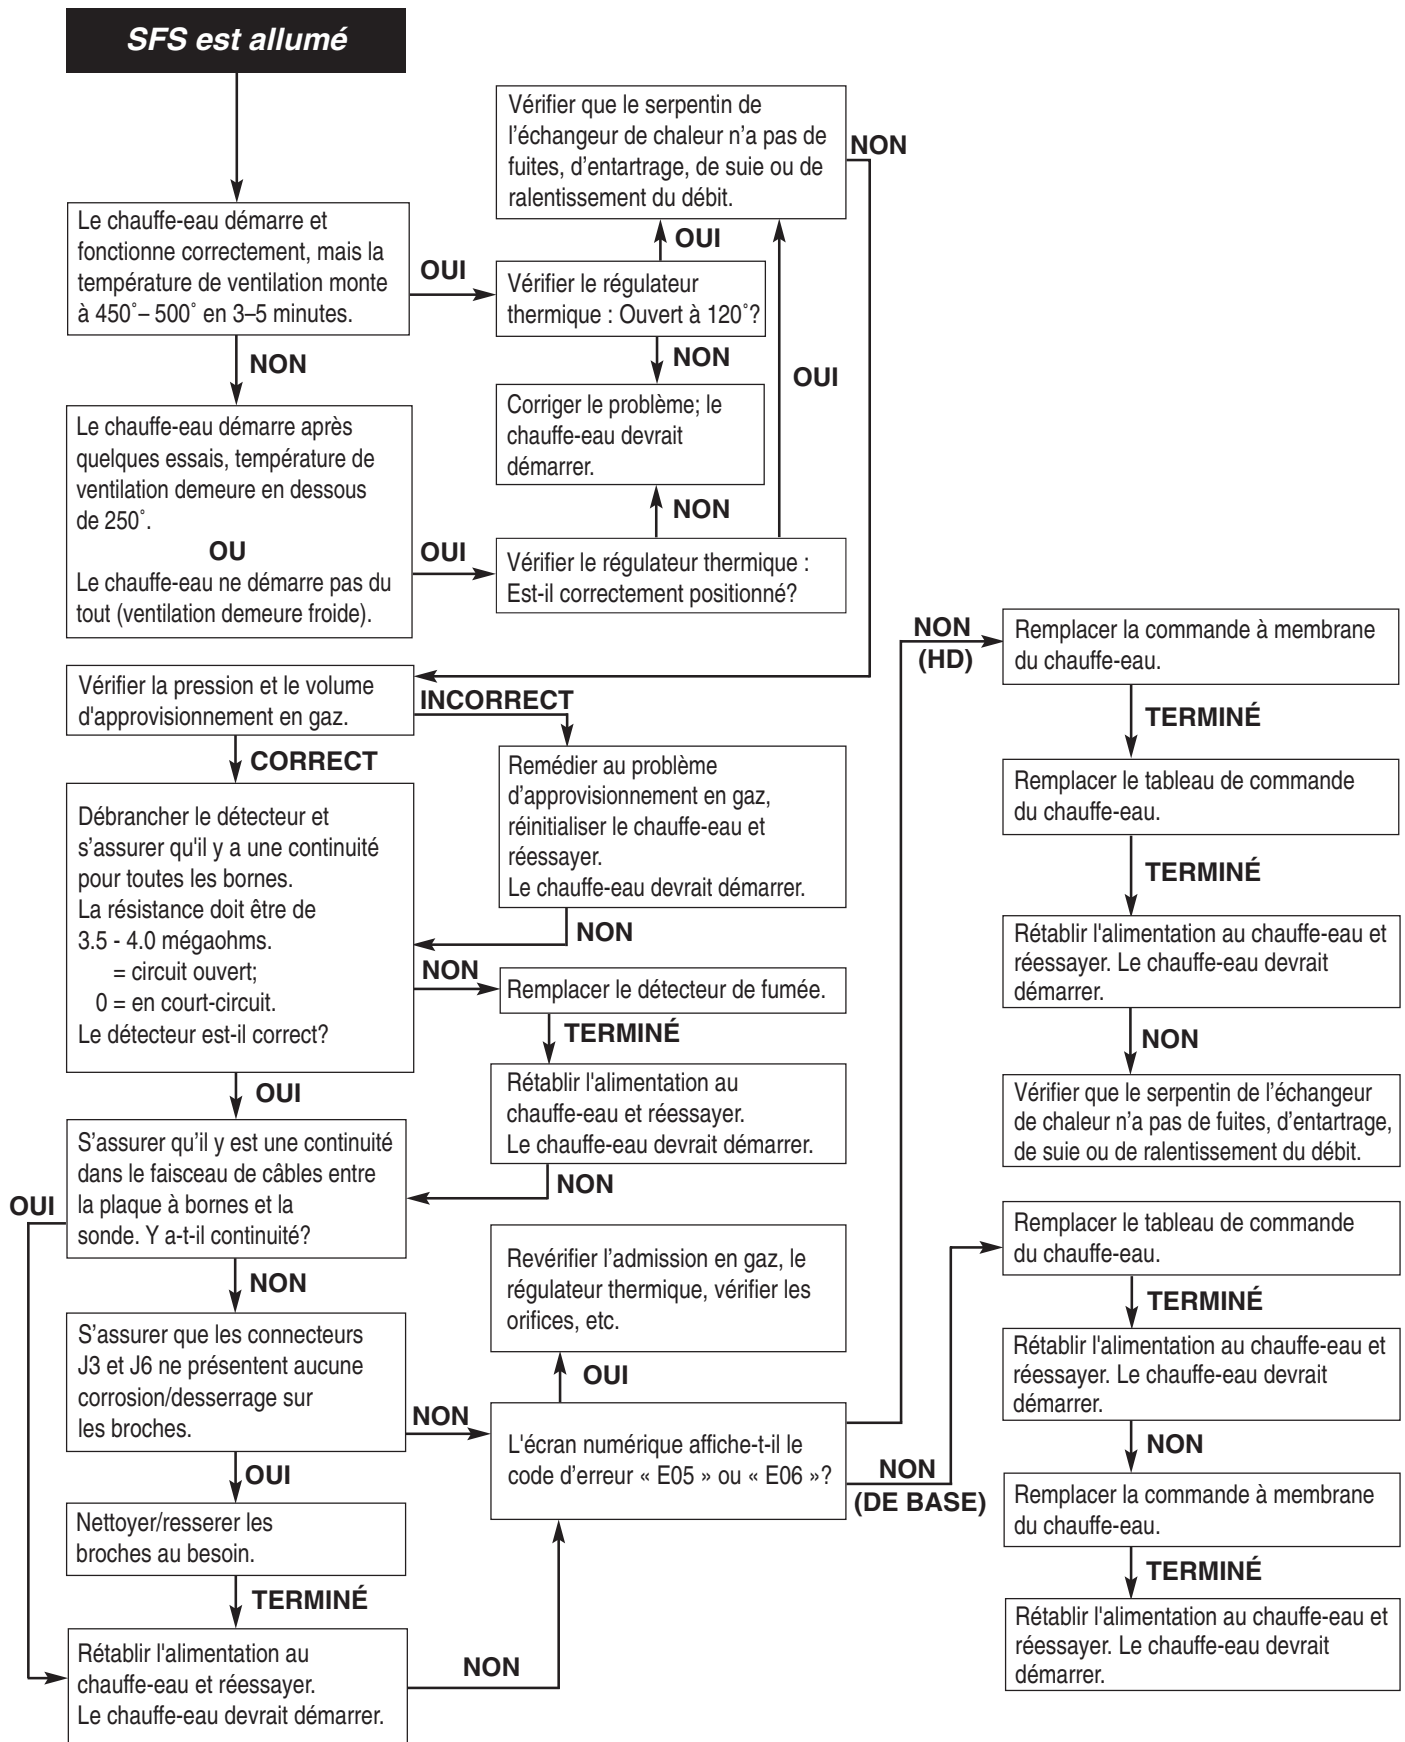 SFS est allumé
Le chauffe-eau démarre et
fonctionne correctement, mais la
température de ventilation monte
à 450˚– 500˚ en 3–5 minutes.
OUI
NON
Vérifier que le serpentin de
l’échangeur de chaleur n’a pas de
fuites, d’entartrage, de suie ou de
ralentissement du débit.
NON
OUI
Vérifier le régulateur
thermique : Ouvert à 120˚?
NON
OUI
Corriger le problème; le
chauffe-eau devrait
démarrer.
NON
Le chauffe-eau démarre après
quelques essais, température de
ventilation demeure en dessous
de 250˚.
OU
Le chauffe-eau ne démarre pas du
tout (ventilation demeure froide).
OUI
Vérifier le régulateur thermique :
Est-il correctement positionné?
Vérifier la pression et le volume
d'approvisionnement en gaz.
INCORRECT
CORRECT
Remédier au problème
d’approvisionnement en gaz,
réinitialiser le chauffe-eau et
réessayer.
Le chauffe-eau devrait démarrer.
NON
Débrancher le détecteur et
s’assurer qu'il y a une continuité
pour toutes les bornes.
La résistance doit être de
3.5 - 4.0 mégaohms.
= circuit ouvert;
0 = en court-circuit.
Le détecteur est-il correct?
NON
Remplacer le détecteur de fumée.
TERMINÉ
Rétablir l'alimentation au
chauffe-eau et réessayer.
Le chauffe-eau devrait démarrer.
NON
OUI
S’assurer qu’il y est une continuité
dans le faisceau de câbles entre
la plaque à bornes et la
sonde. Y a-t-il continuité?
OUI
NON
S’assurer que les connecteurs
J3 et J6 ne présentent aucune
corrosion/desserrage sur
les broches.
NON
OUI
Nettoyer/resserer les
broches au besoin.
TERMINÉ
Rétablir l'alimentation au
chauffe-eau et réessayer.
Le chauffe-eau devrait démarrer.
NON
Revérifier l’admission en gaz, le
régulateur thermique, vérifier les
orifices, etc.
OUI
L'écran numérique affiche-t-il le
code d’erreur « E05 » ou « E06 »?
NON
(HD)
NON
(DE BASE)
Remplacer la commande à membrane
du chauffe-eau.
TERMINÉ
Remplacer le tableau de commande
du chauffe-eau.
TERMINÉ
Rétablir l'alimentation au chauffe-eau et
réessayer. Le chauffe-eau devrait
démarrer.
NON
Vérifier que le serpentin de l’échangeur
de chaleur n’a pas de fuites, d’entartrage,
de suie ou de ralentissement du débit.
Remplacer le tableau de commande
du chauffe-eau.
TERMINÉ
Rétablir l'alimentation au chauffe-eau et
réessayer. Le chauffe-eau devrait
démarrer.
NON
Remplacer la commande à membrane
du chauffe-eau.
TERMINÉ
Rétablir l'alimentation au chauffe-eau et
réessayer. Le chauffe-eau devrait
démarrer.